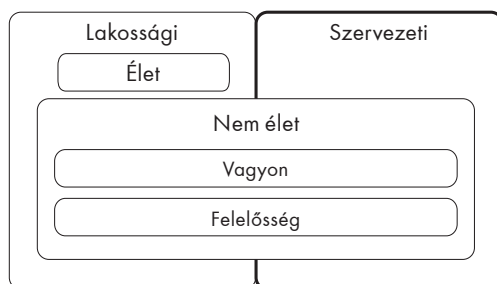 Lakossági
Szervezeti
Élet
Nem élet
Vagyon
Felelősség